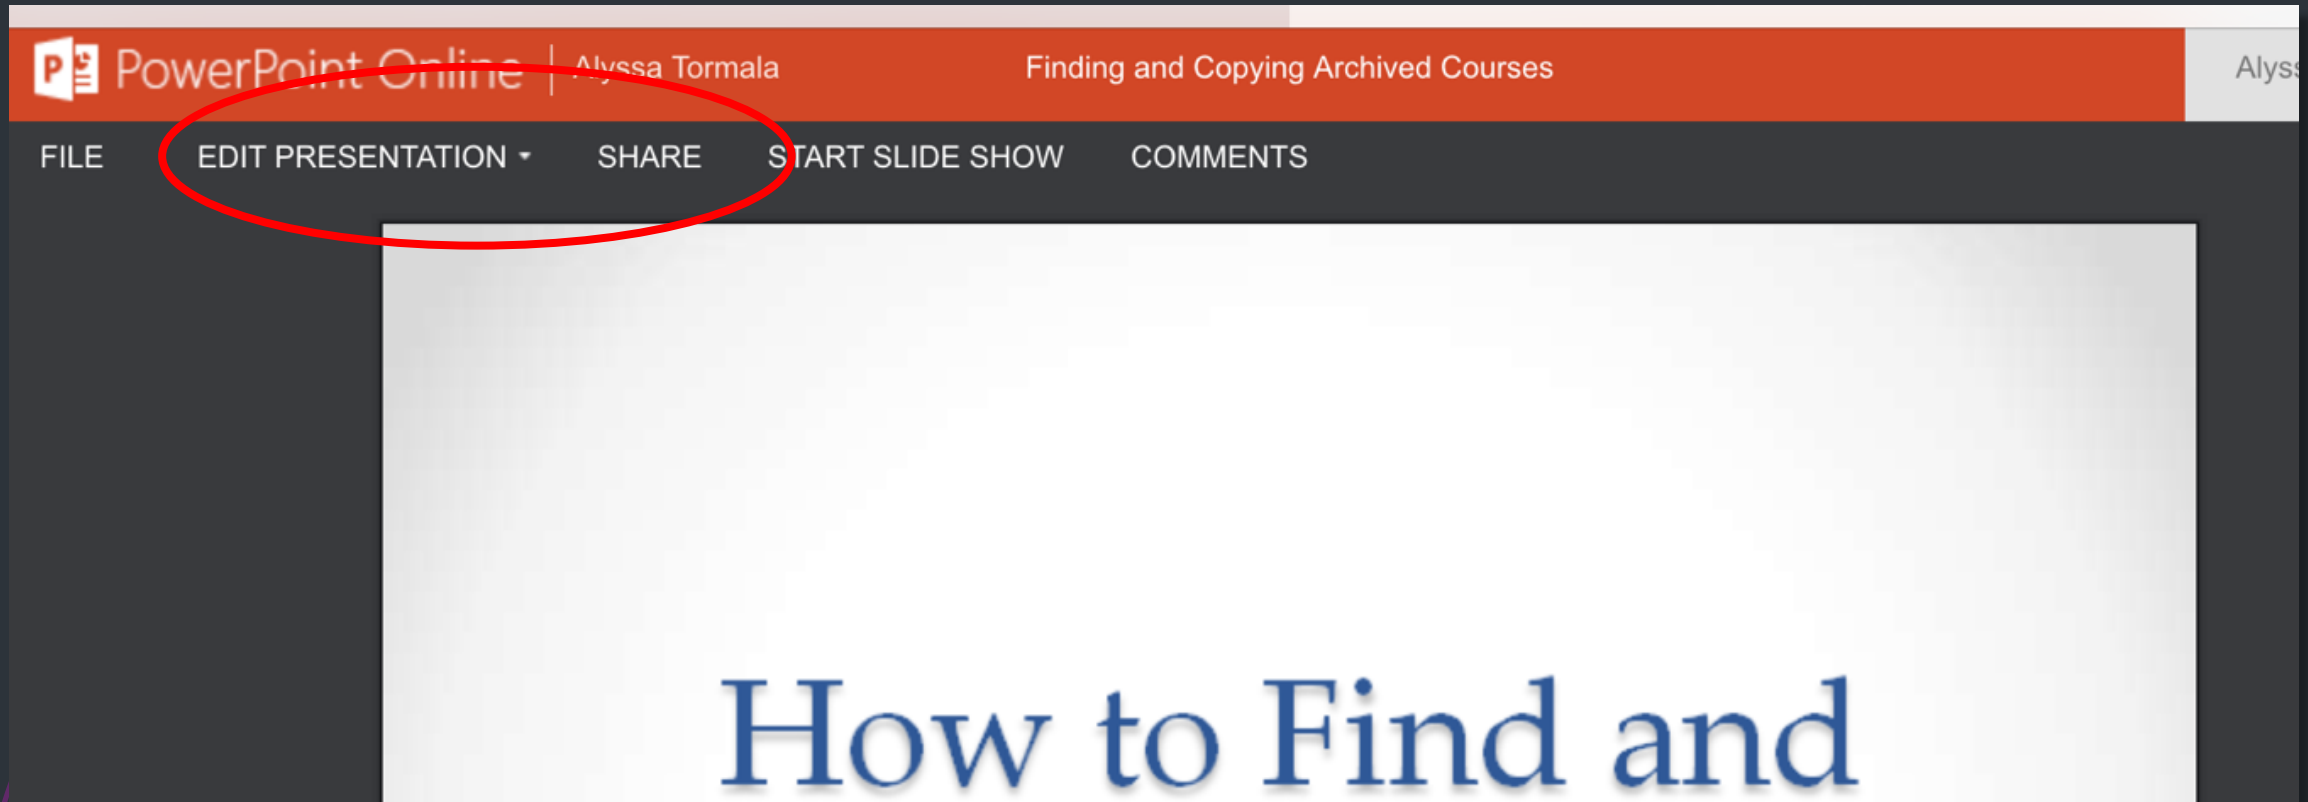 PowerPoint Online | Alyssa Tormala Finding and Copying Archived Courses
FILE EDIT PRESENTATION SHARE START SLIDE SHOW COMMENTS
How to Find and